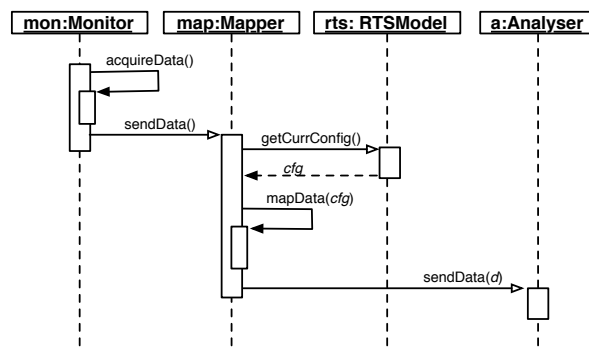 mon:Monitor
map:Mapper
rts: RTSModel
a:Analyser
acquireData()
sendData()
getCurrConfig()
cfg
mapData(cfg)
sendData(d)